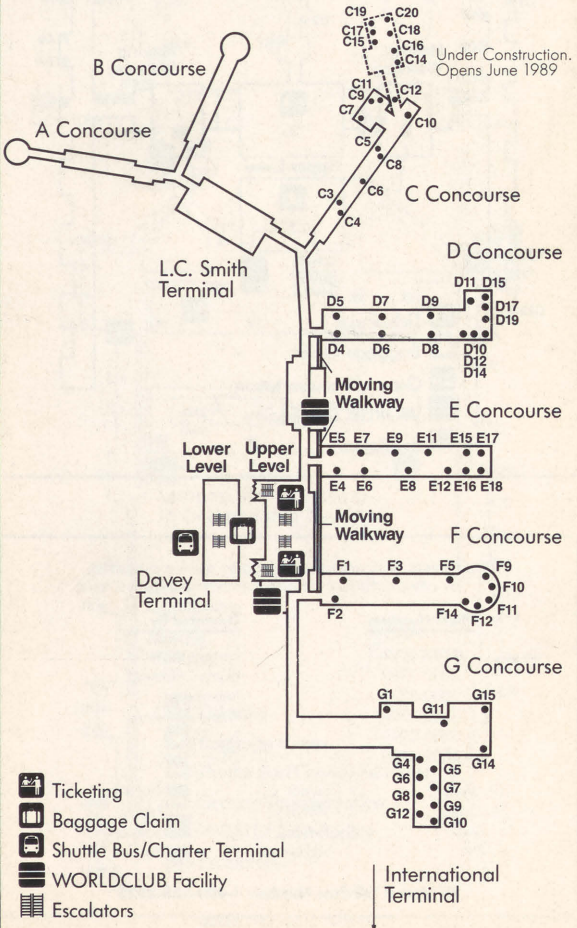 C19 C20
C17 C18
C15 C16
C14
Under Construction.
Opens June 1989
B Concourse
A Concourse
C11 C12
C9
C7 C10
C5
C8
C6
C3
C4
C Concourse
L.C. Smith
Terminal
D Concourse
D11 D15
D5 D7 D9 D17
D19
D4 D6 D8 D10
D12
D14
Moving
Walkway
E Concourse
E5 E7 E9 E11 E15 E17
E4 E6 E8 E12 E16 E18
Lower
Level
Upper
Level
Moving
Walkway
F Concourse
Davey
Terminal
F1 F3 F5 F9
F10
F2 F14 F11
F12
G Concourse
G1 G11 G15
G14
G4 G5
G6 G7
G8 G9
G12 G10
Ticketing
Baggage Claim
Shuttle Bus/Charter Terminal
WORLDCLUB Facility
Escalators
International
Terminal